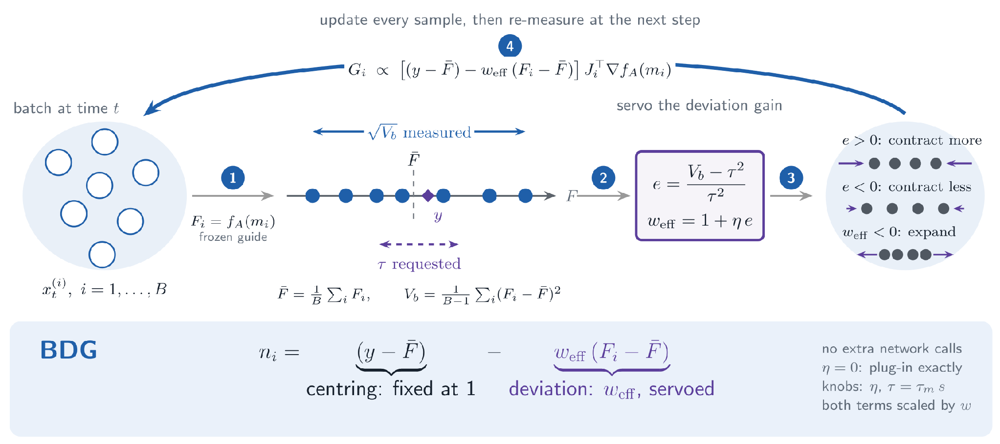 update every sample, then re-measure at the next step
4
G_i ∝ [(y − F̄) − w_eff (F_i − F̄)] J_i^⊤ ∇f_A(m_i)
batch at time t
servo the deviation gain
√V_b measured
F̄
1
2
3
F
y
F_i = f_A(m_i)
frozen guide
τ requested
e = (V_b − τ²) / τ²
w_eff = 1 + η e
e > 0: contract more
e < 0: contract less
w_eff < 0: expand
x_t^(i), i = 1, . . . , B
F̄ = 1/B ∑_i F_i, V_b = 1/(B−1) ∑_i (F_i − F̄)²
BDG
n_i = (y − F̄) − w_eff (F_i − F̄)
centring: fixed at 1
deviation: w_eff, servoed
no extra network calls
η = 0: plug-in exactly
knobs: η, τ = τ_m s
both terms scaled by w